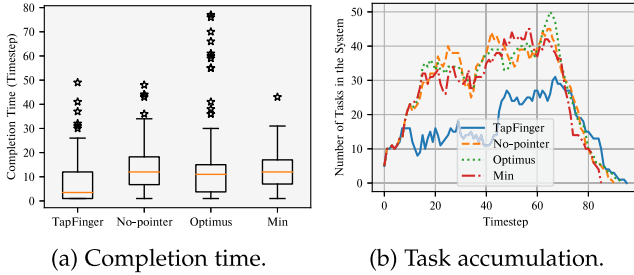 80
70
60
50
40
30
20
10
0
Completion Time (Timestep)
TapFinger No-pointer Optimus Min
(a) Completion time.
50
40
30
20
10
0
Number of Tasks in the System
TapFinger
No-pointer
Optimus
Min
0 20 40 60 80
Timestep
(b) Task accumulation.